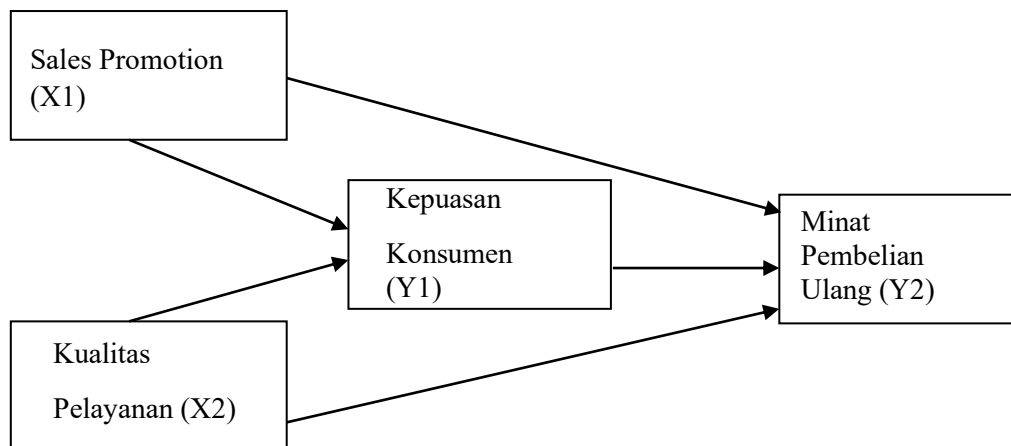 Sales Promotion
(X1)
Kepuasan
Konsumen
(Y1)
Minat
Pembelian
Ulang (Y2)
Kualitas
Pelayanan (X2)